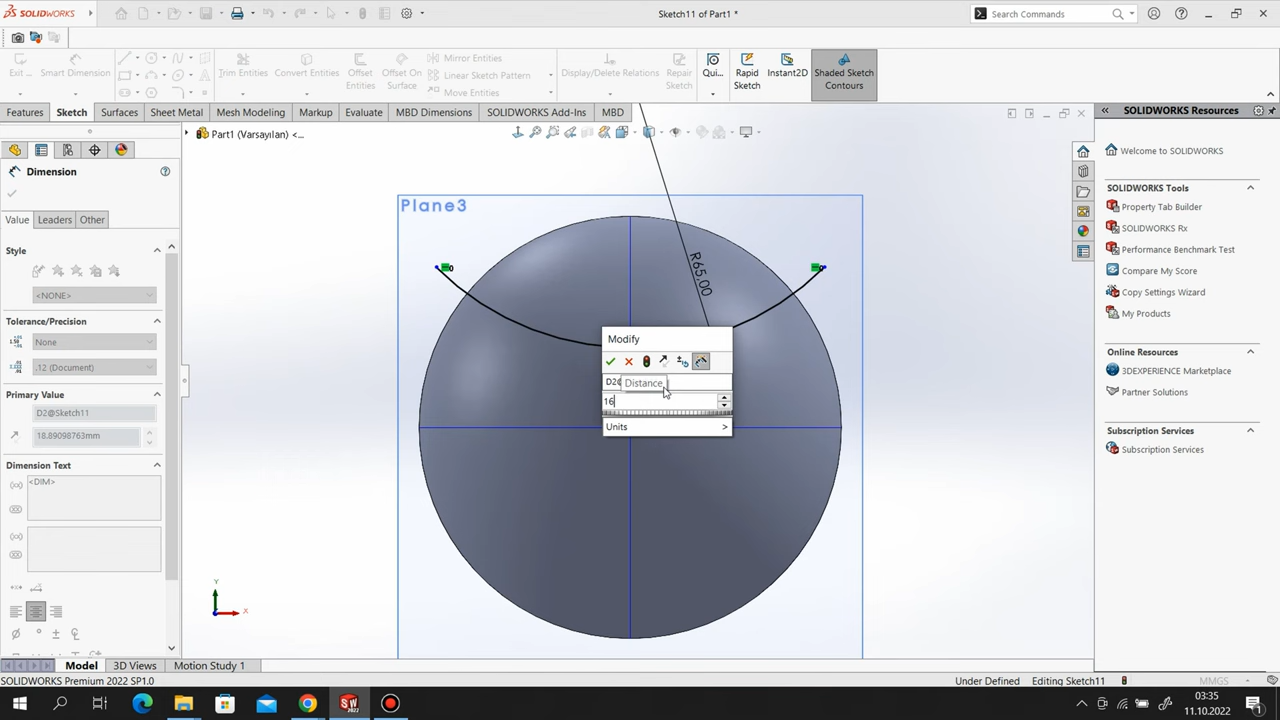 SOLIDWORKS
Sketch11 of Part1 *
Search Commands
Exit ...
Smart Dimension
Trim Entities
Convert Entities
Offset Entities
Offset On Surface
Mirror Entities
Linear Sketch Pattern
Move Entities
Display/Delete Relations
Repair Sketch
Qui...
Rapid Sketch
Instant2D
Shaded Sketch Contours
Features
Sketch
Surfaces
Sheet Metal
Mesh Modeling
Markup
Evaluate
MBD Dimensions
SOLIDWORKS Add-Ins
MBD
Part1 (Varsayılan) <...
Dimension
Value
Leaders
Other
Style
<NONE>
Tolerance/Precision
None
.12 (Document)
Primary Value
D2@Sketch11
18.89098763mm
Dimension Text
<DIM>
Plane3
0
0
R65.00
Modify
D2@
Distance
16
Units >
Y
X
SOLIDWORKS Resources
Welcome to SOLIDWORKS
SOLIDWORKS Tools
Property Tab Builder
SOLIDWORKS Rx
Performance Benchmark Test
Compare My Score
Copy Settings Wizard
My Products
Online Resources
3DEXPERIENCE Marketplace
Partner Solutions
Subscription Services
Subscription Services
Model
3D Views
Motion Study 1
SOLIDWORKS Premium 2022 SP1.0
Under Defined
Editing Sketch11
MMGS
03:35
11.10.2022